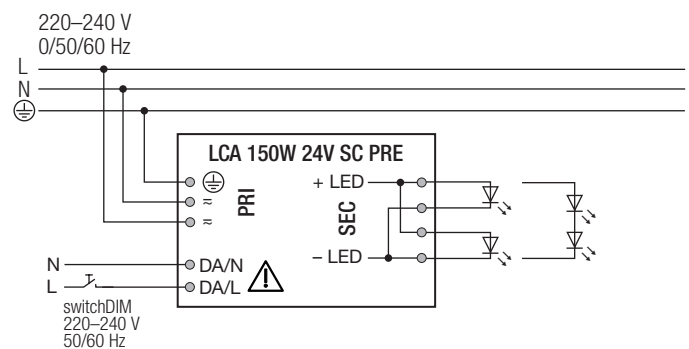 220–240 V
0/50/60 Hz
L
N
LCA 150W 24V SC PRE
+ LED
≂
PRI
SEC
≂
– LED
N
DA/N
L
DA/L
switchDIM
220–240 V
50/60 Hz